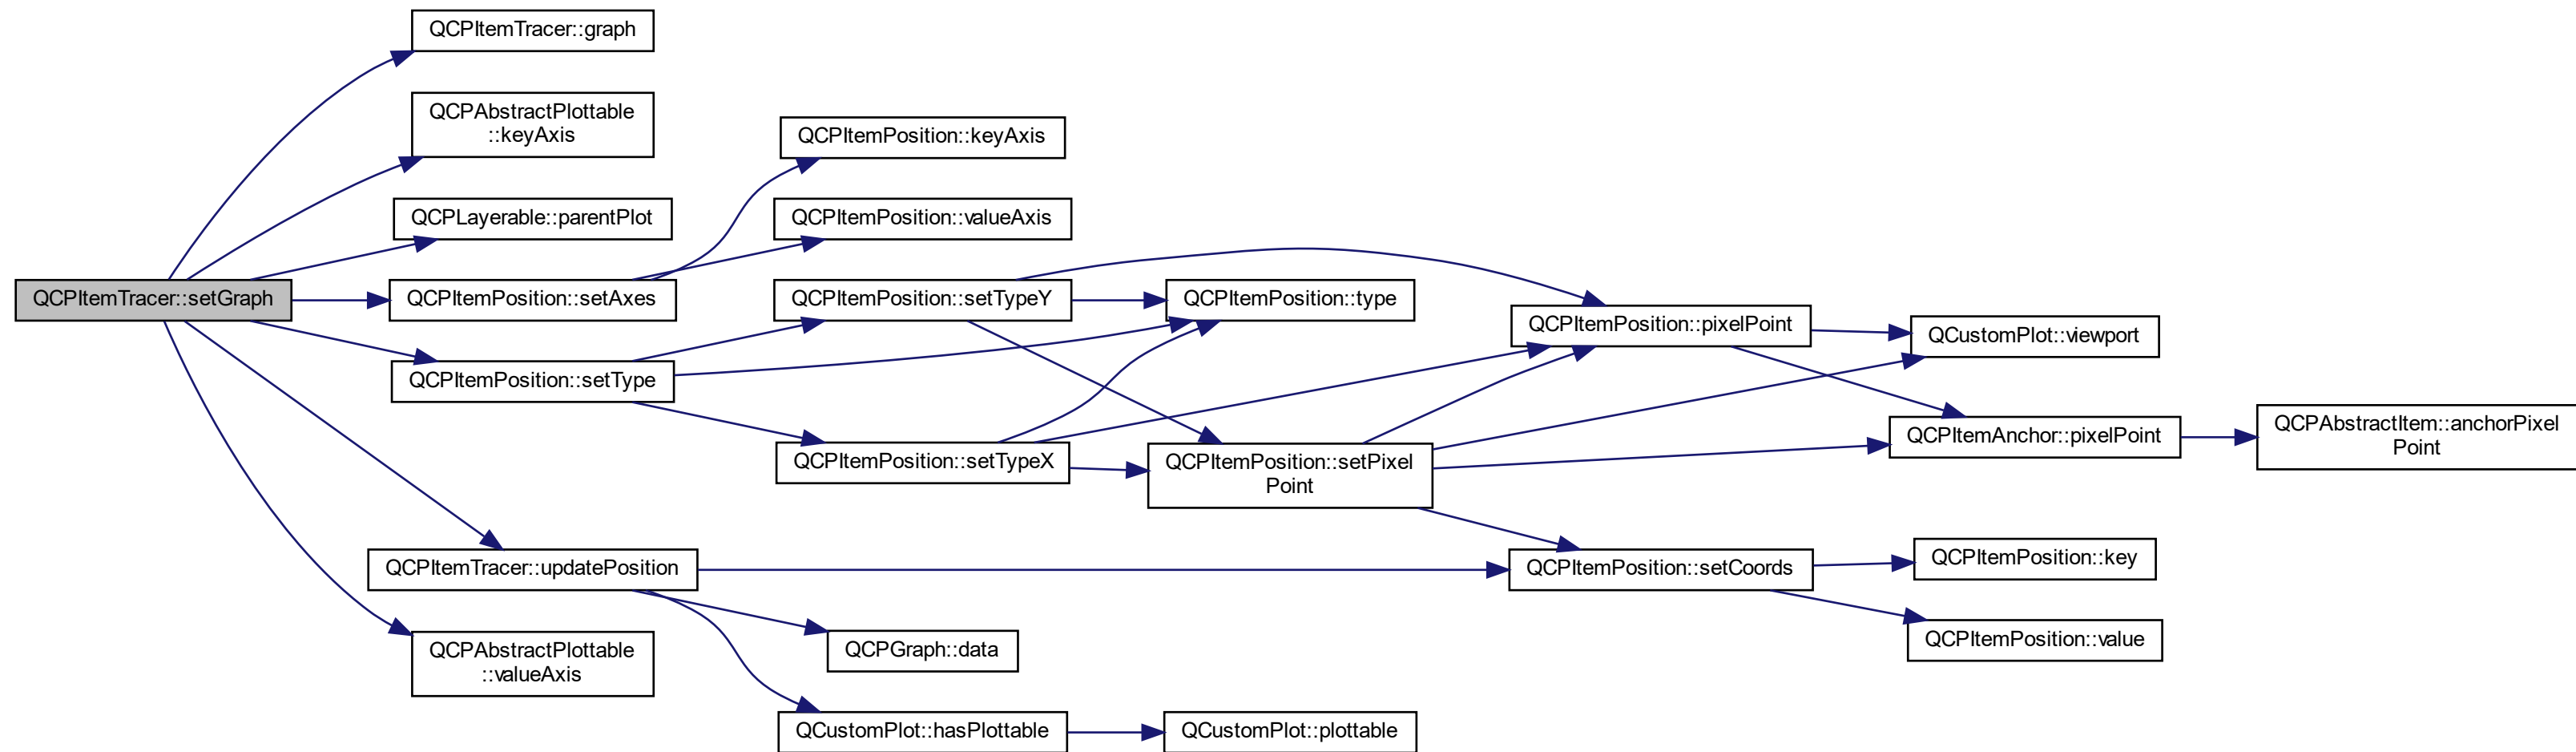 QCPItemTracer::setGraph
QCPItemTracer::graph
QCPAbstractPlottable
::keyAxis
QCPLayerable::parentPlot
QCPItemPosition::setAxes
QCPItemPosition::setType
QCPItemTracer::updatePosition
QCPAbstractPlottable
::valueAxis
QCPItemPosition::keyAxis
QCPItemPosition::valueAxis
QCPItemPosition::setTypeY
QCPItemPosition::setTypeX
QCPGraph::data
QCustomPlot::hasPlottable
QCPItemPosition::type
QCPItemPosition::setPixel
Point
QCustomPlot::plottable
QCPItemPosition::pixelPoint
QCPItemPosition::setCoords
QCustomPlot::viewport
QCPItemAnchor::pixelPoint
QCPItemPosition::key
QCPItemPosition::value
QCPAbstractItem::anchorPixel
Point